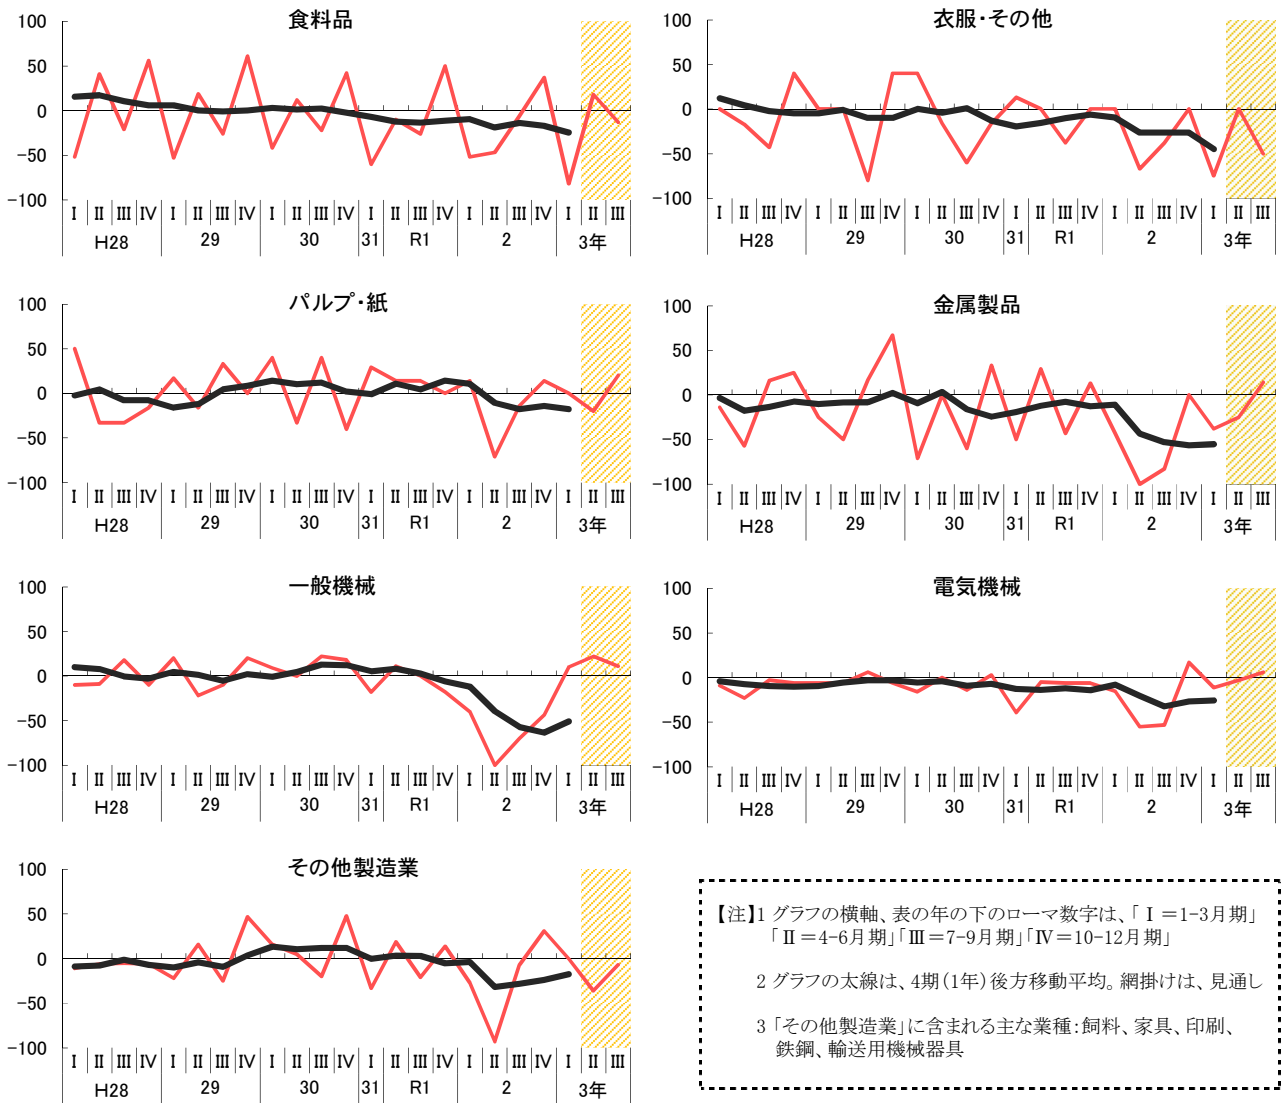 食料品
100
50
0
-50
-100
Ⅰ Ⅱ Ⅲ Ⅳ Ⅰ Ⅱ Ⅲ Ⅳ Ⅰ Ⅱ Ⅲ Ⅳ Ⅰ Ⅱ Ⅲ Ⅳ Ⅰ Ⅱ Ⅲ Ⅳ Ⅰ Ⅱ Ⅲ
H28 29 30 31 R1 2 3年
衣服・その他
100
50
0
-50
-100
Ⅰ Ⅱ Ⅲ Ⅳ Ⅰ Ⅱ Ⅲ Ⅳ Ⅰ Ⅱ Ⅲ Ⅳ Ⅰ Ⅱ Ⅲ Ⅳ Ⅰ Ⅱ Ⅲ Ⅳ Ⅰ Ⅱ Ⅲ
H28 29 30 31 R1 2 3年
パルプ・紙
100
50
0
-50
-100
Ⅰ Ⅱ Ⅲ Ⅳ Ⅰ Ⅱ Ⅲ Ⅳ Ⅰ Ⅱ Ⅲ Ⅳ Ⅰ Ⅱ Ⅲ Ⅳ Ⅰ Ⅱ Ⅲ Ⅳ Ⅰ Ⅱ Ⅲ
H28 29 30 31 R1 2 3年
金属製品
100
50
0
-50
-100
Ⅰ Ⅱ Ⅲ Ⅳ Ⅰ Ⅱ Ⅲ Ⅳ Ⅰ Ⅱ Ⅲ Ⅳ Ⅰ Ⅱ Ⅲ Ⅳ Ⅰ Ⅱ Ⅲ Ⅳ Ⅰ Ⅱ Ⅲ
H28 29 30 31 R1 2 3年
一般機械
100
50
0
-50
-100
Ⅰ Ⅱ Ⅲ Ⅳ Ⅰ Ⅱ Ⅲ Ⅳ Ⅰ Ⅱ Ⅲ Ⅳ Ⅰ Ⅱ Ⅲ Ⅳ Ⅰ Ⅱ Ⅲ Ⅳ Ⅰ Ⅱ Ⅲ
H28 29 30 31 R1 2 3年
電気機械
100
50
0
-50
-100
Ⅰ Ⅱ Ⅲ Ⅳ Ⅰ Ⅱ Ⅲ Ⅳ Ⅰ Ⅱ Ⅲ Ⅳ Ⅰ Ⅱ Ⅲ Ⅳ Ⅰ Ⅱ Ⅲ Ⅳ Ⅰ Ⅱ Ⅲ
H28 29 30 31 R1 2 3年
その他製造業
100
50
0
-50
-100
Ⅰ Ⅱ Ⅲ Ⅳ Ⅰ Ⅱ Ⅲ Ⅳ Ⅰ Ⅱ Ⅲ Ⅳ Ⅰ Ⅱ Ⅲ Ⅳ Ⅰ Ⅱ Ⅲ Ⅳ Ⅰ Ⅱ Ⅲ
H28 29 30 31 R1 2 3年
【注】1 グラフの横軸、表の年の下のローマ数字は、「Ⅰ=1-3月期」
「Ⅱ=4-6月期」「Ⅲ=7-9月期」「Ⅳ=10-12月期」
2 グラフの太線は、4期(1年)後方移動平均。網掛けは、見通し
3 「その他製造業」に含まれる主な業種:飼料、家具、印刷、
鉄鋼、輸送用機械器具